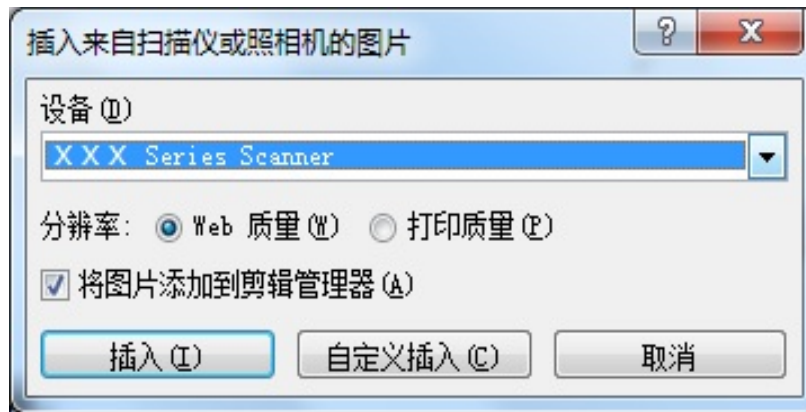 插入来自扫描仪或照相机的图片
设备(D)
XXX Series Scanner
分辨率: Web 质量(W) 打印质量(P)
将图片添加到剪辑管理器(A)
插入(I) 自定义插入(C) 取消